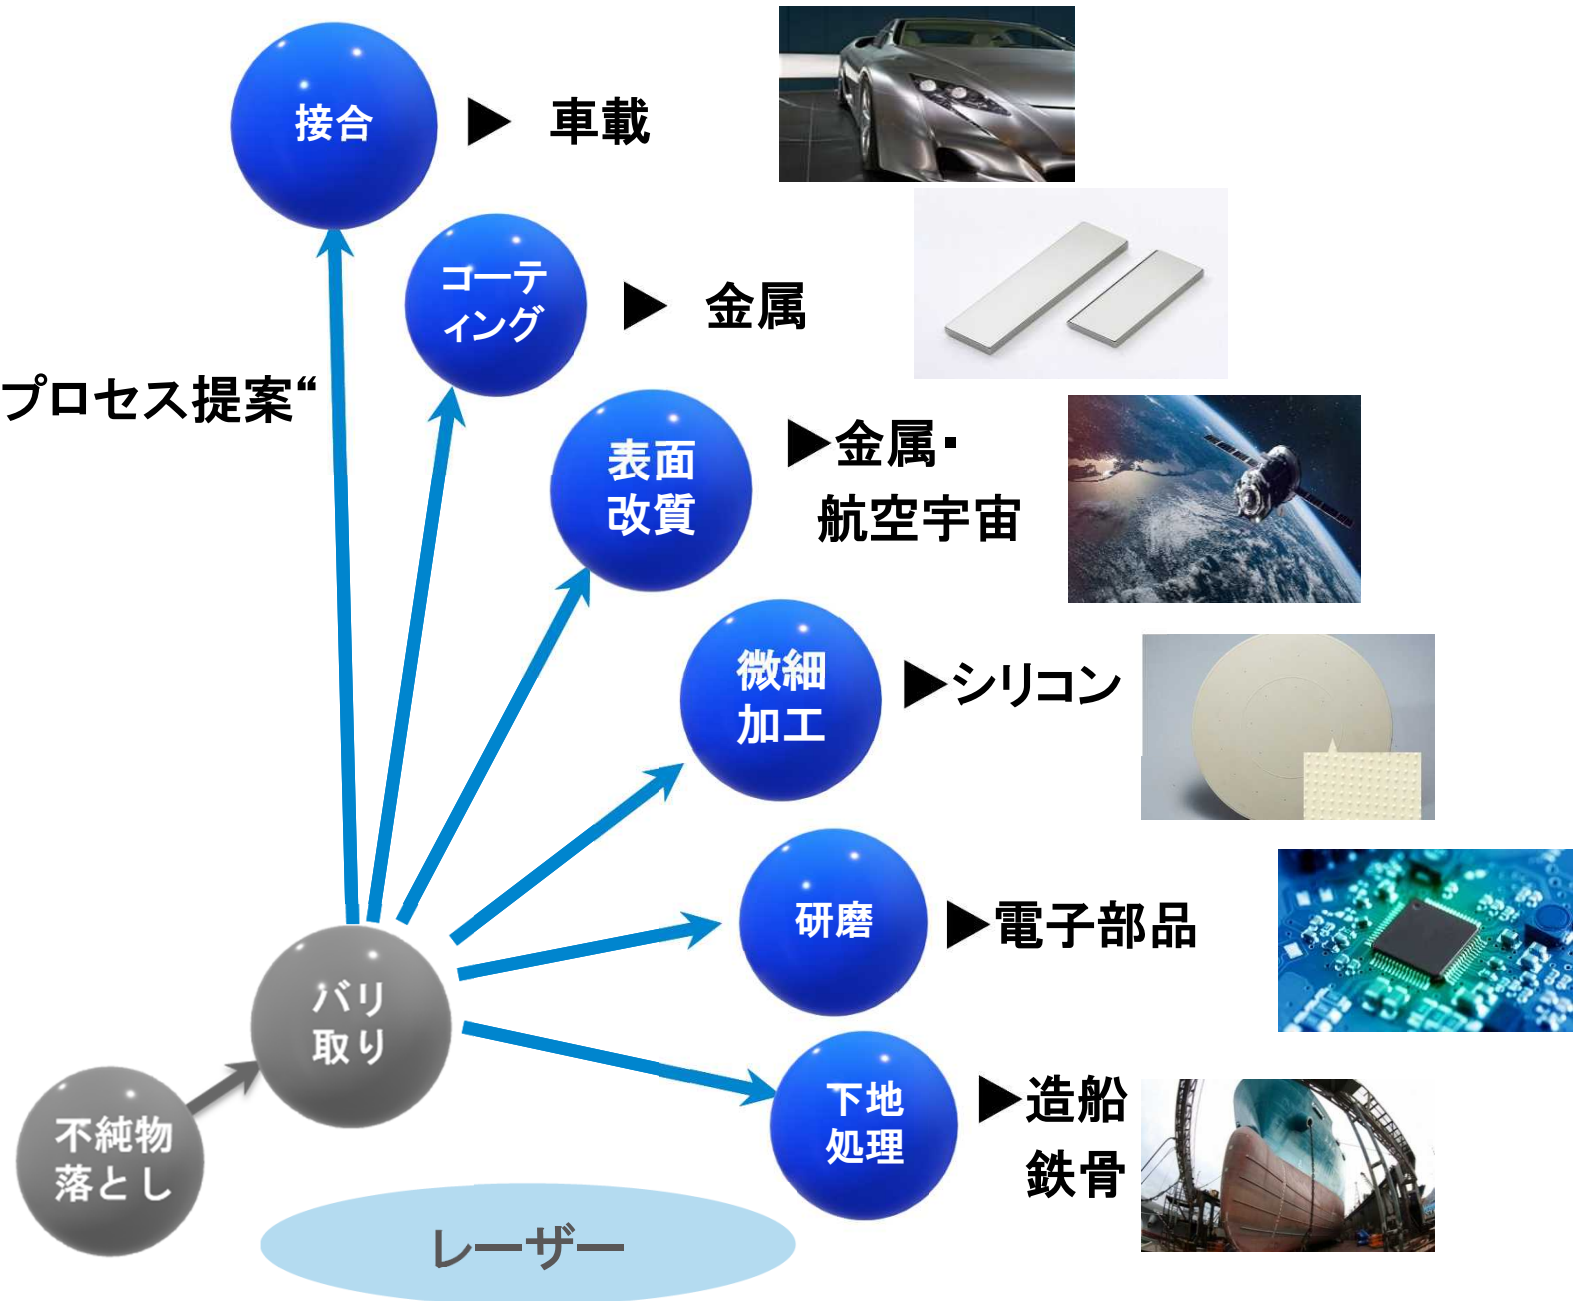 接合
車載
コーテ
ィング
金属
プロセス提案“
表面
改質
金属・
航空宇宙
微細
加工
シリコン
研磨
電子部品
バリ
取り
下地
処理
造船
鉄骨
不純物
落とし
レーザー